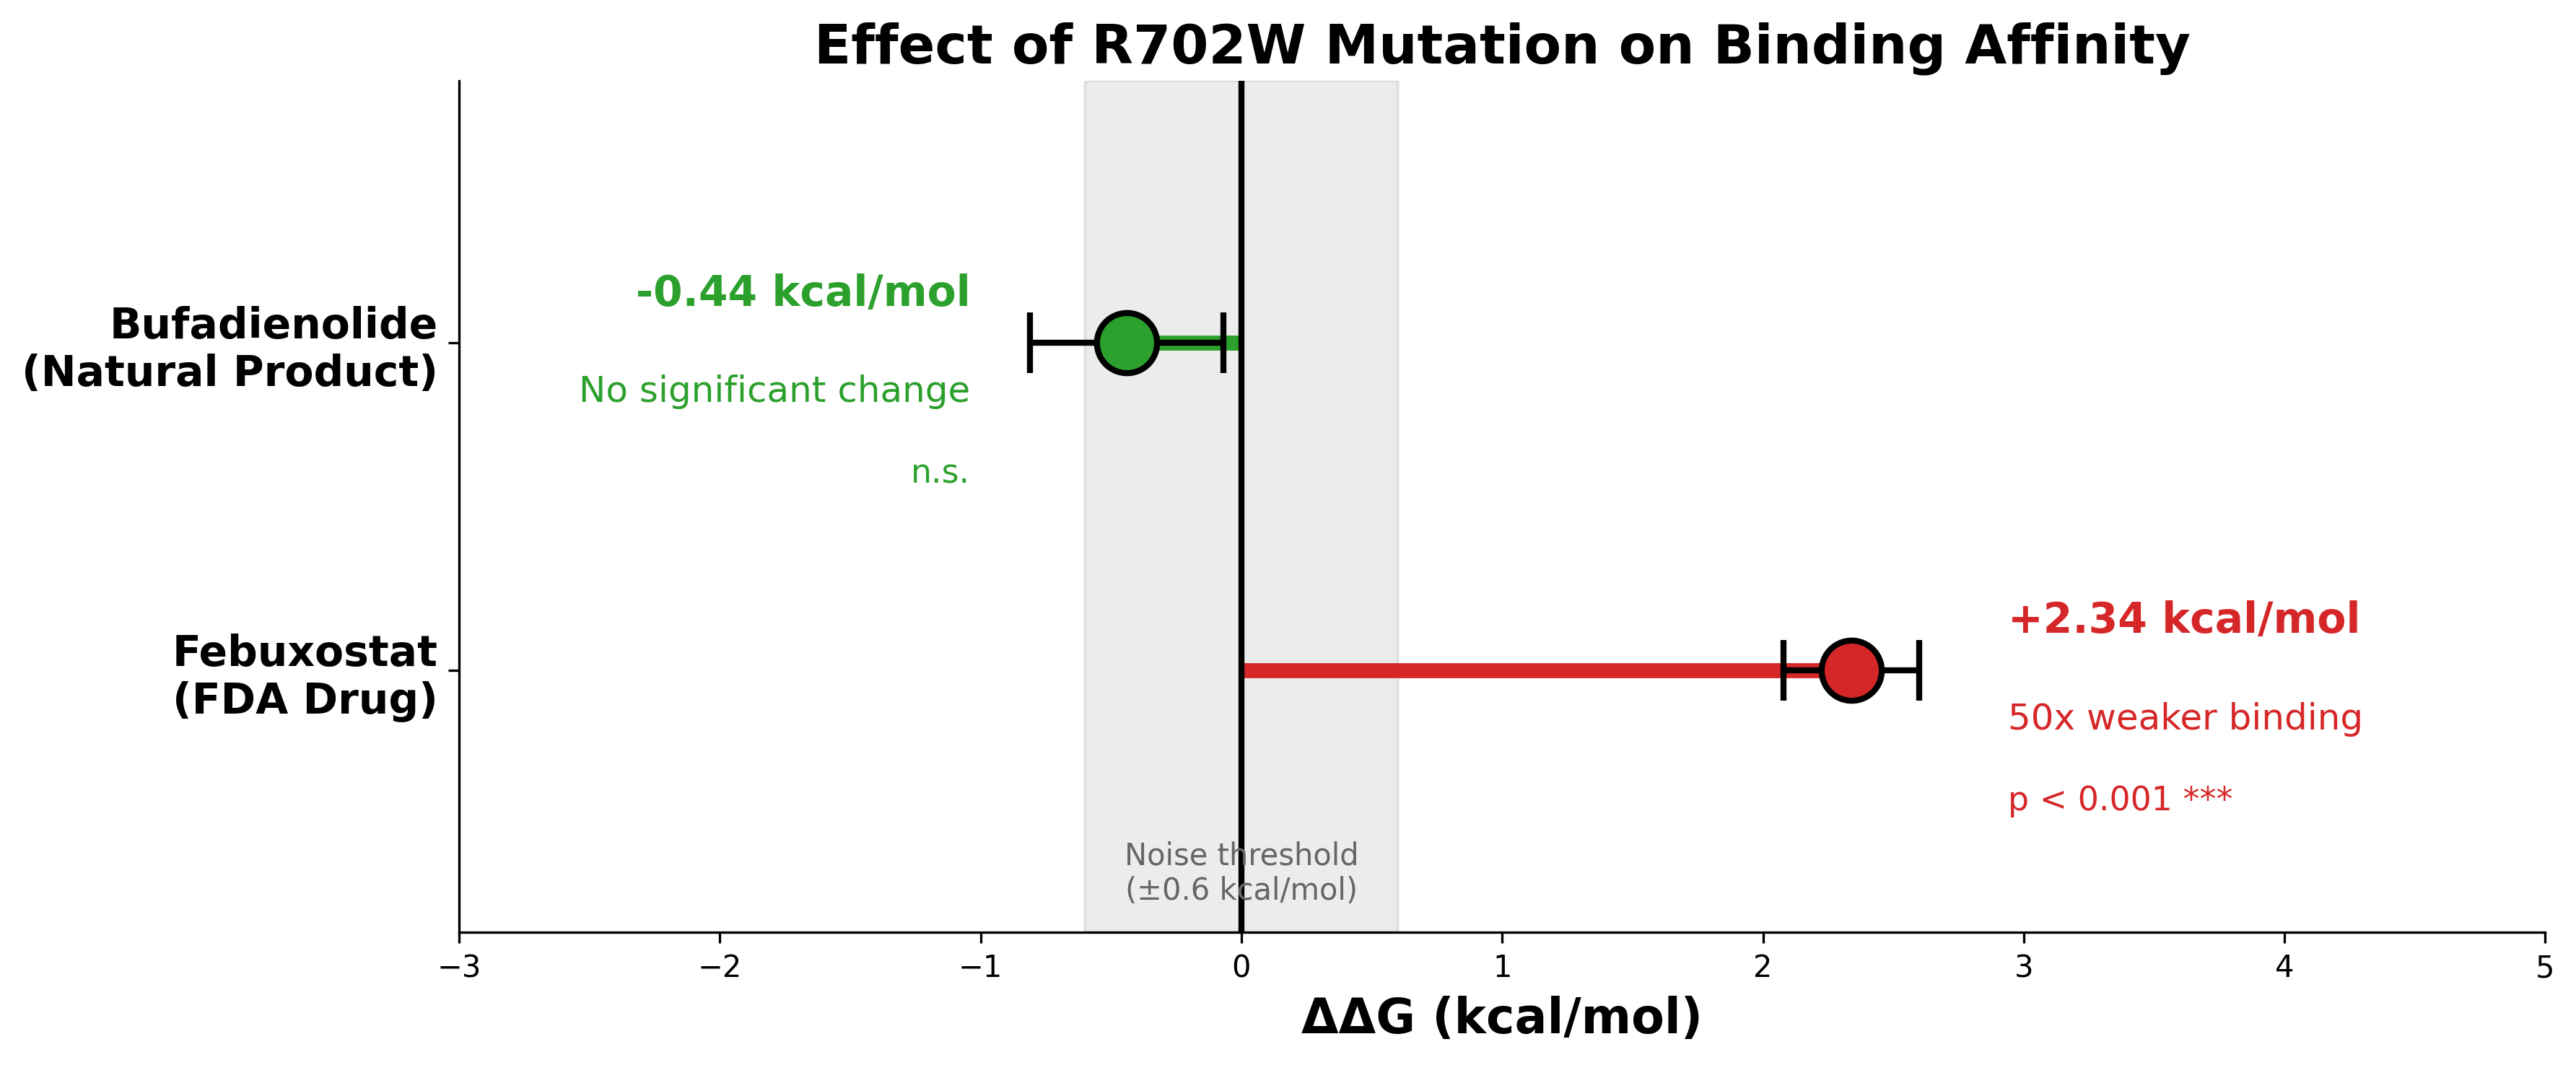 Effect of R702W Mutation on Binding Affinity
-0.44 kcal/mol
Bufadienolide
(Natural Product)
No significant change
n.s.
+2.34 kcal/mol
Febuxostat
(FDA Drug)
50x weaker binding
p < 0.001 ***
Noise threshold
(±0.6 kcal/mol)
−3 −2 −1 0 1 2 3 4 5
ΔΔG (kcal/mol)